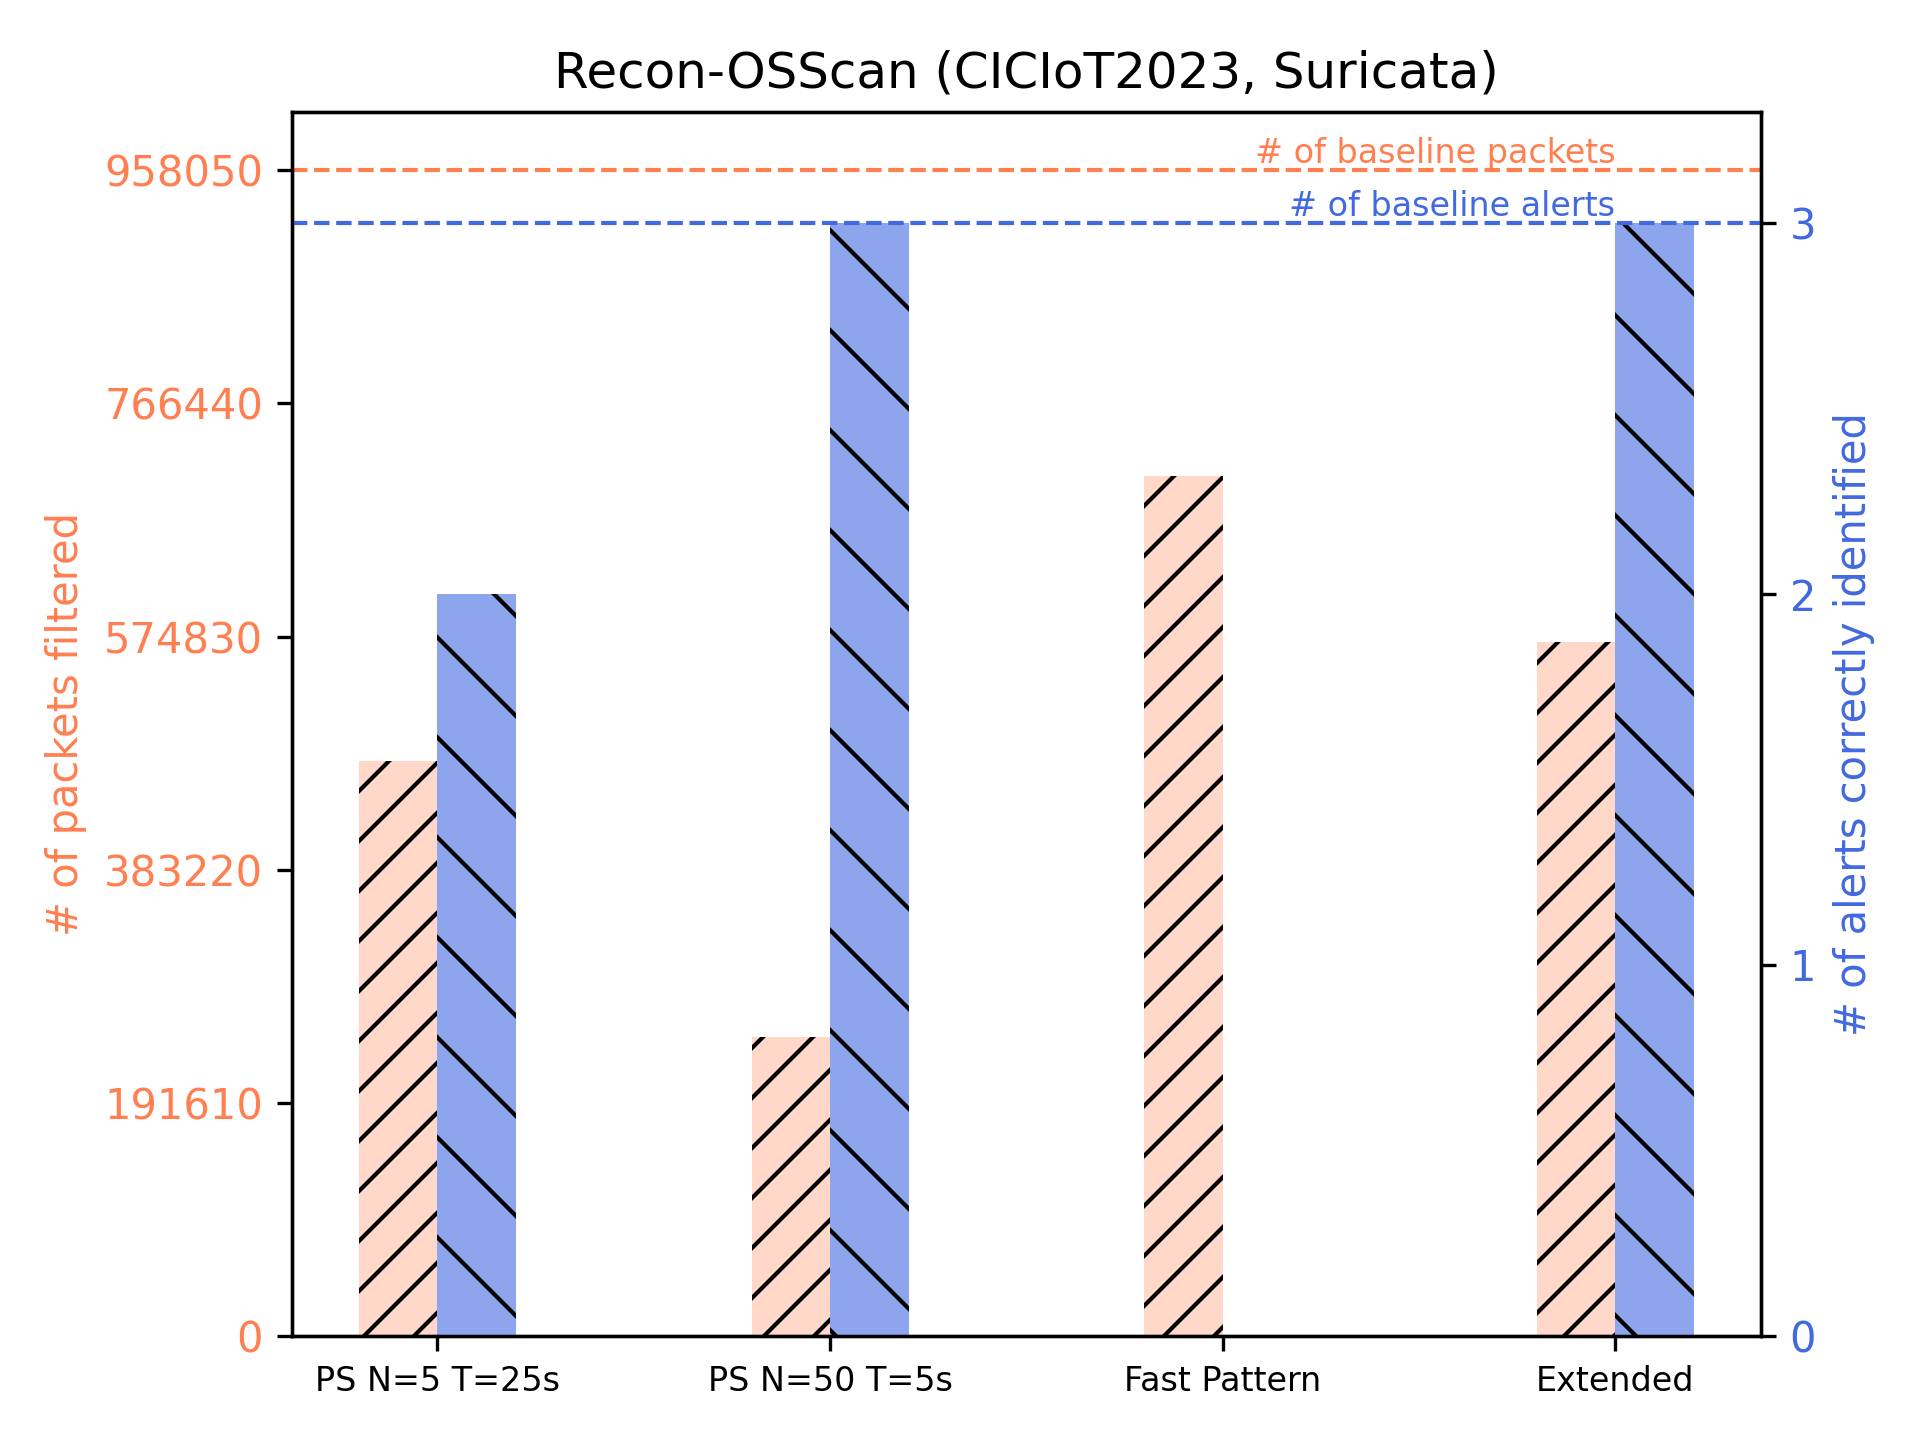 Recon-OSScan (CICIoT2023, Suricata)
# of packets filtered
958050
766440
574830
383220
191610
0
# of baseline packets
# of baseline alerts
3
2
1
0
# of alerts correctly identified
PS N=5 T=25s
PS N=50 T=5s
Fast Pattern
Extended